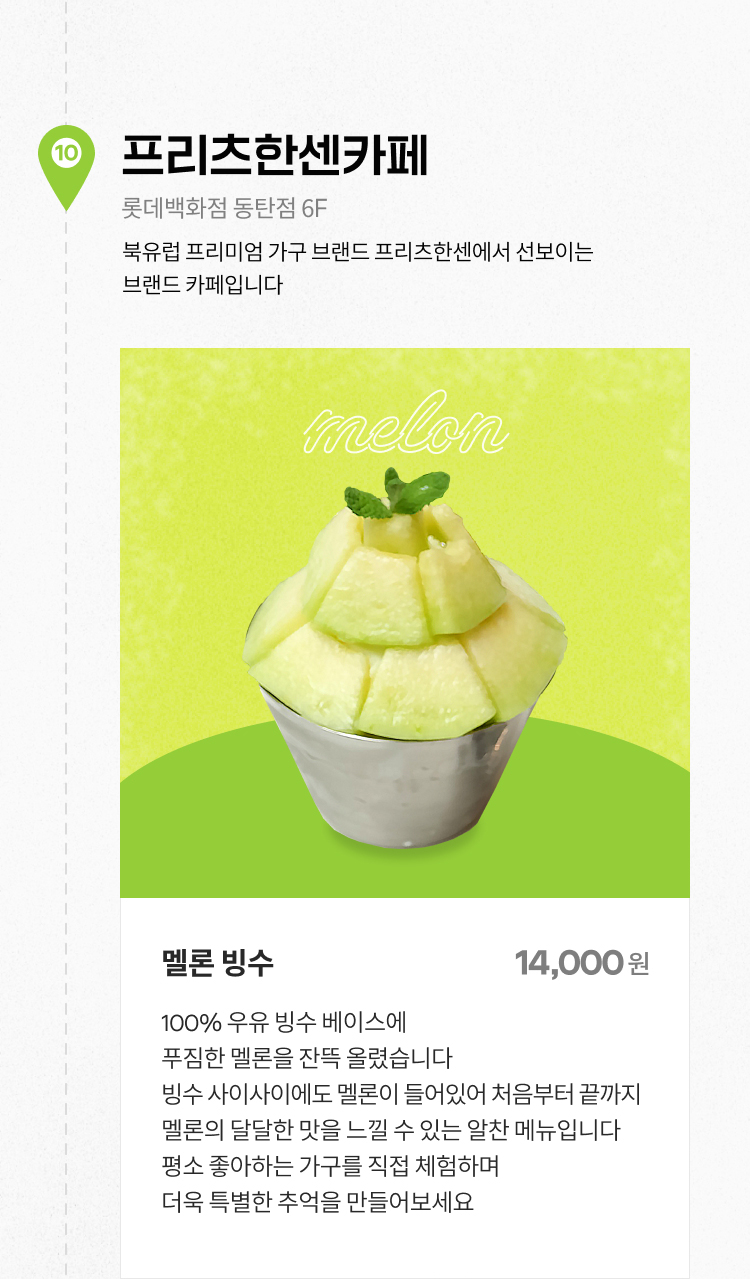 10
프리츠한센카페
롯데백화점 동탄점 6F
북유럽 프리미엄 가구 브랜드 프리츠한센에서 선보이는
브랜드 카페입니다
melon
멜론 빙수
14,000원
100% 우유 빙수 베이스에
푸짐한 멜론을 잔뜩 올렸습니다
빙수 사이사이에도 멜론이 들어있어 처음부터 끝까지
멜론의 달달한 맛을 느낄 수 있는 알찬 메뉴입니다
평소 좋아하는 가구를 직접 체험하며
더욱 특별한 추억을 만들어보세요